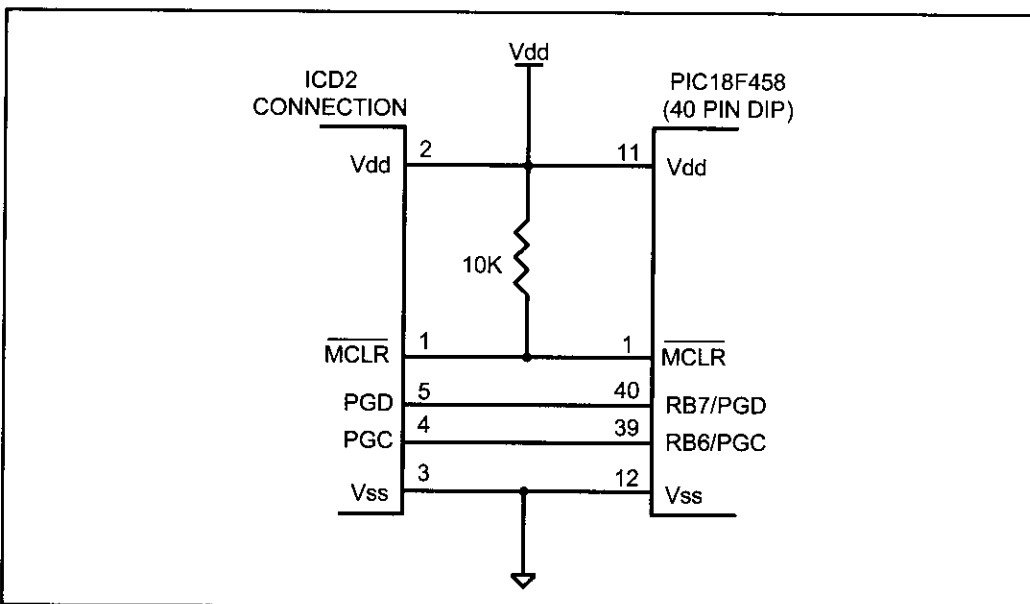 Vdd
ICD2
CONNECTION
PIC18F458
(40 PIN DIP)
Vdd 2 11 Vdd
10K
MCLR 1 1 MCLR
PGD 5 40 RB7/PGD
PGC 4 39 RB6/PGC
Vss 3 12 Vss